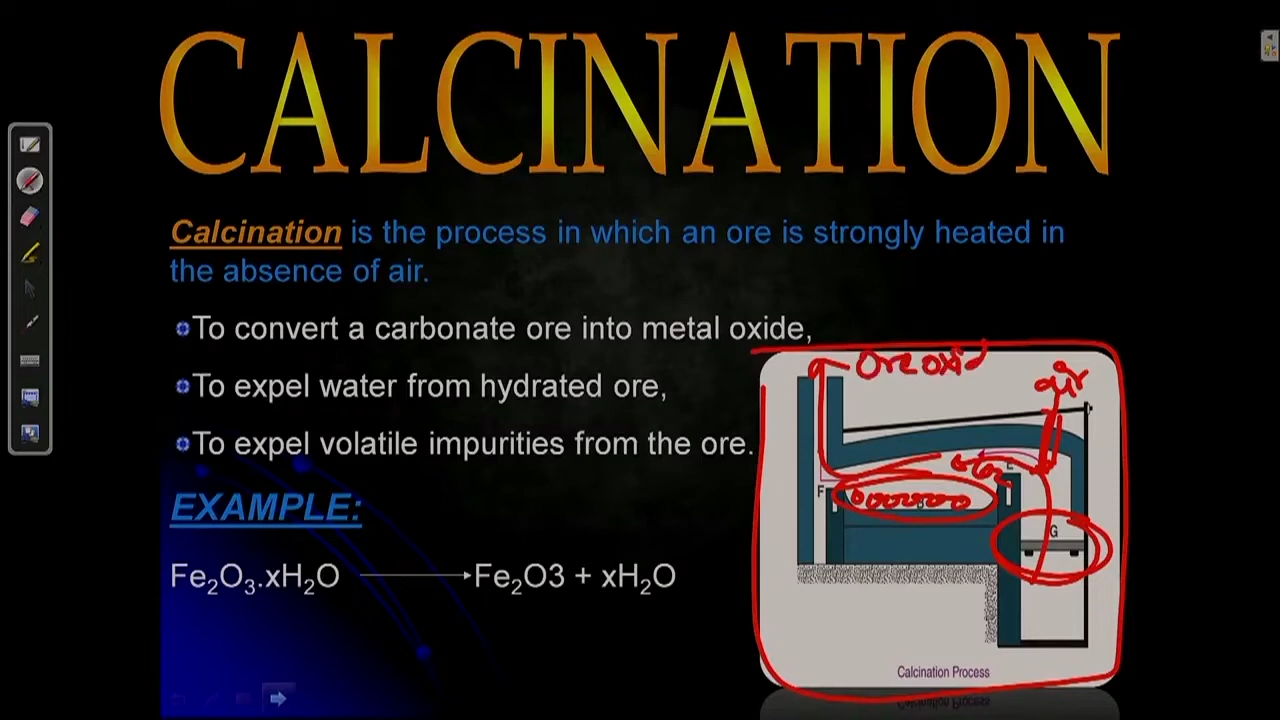 CALCINATION
Calcination is the process in which an ore is strongly heated in
the absence of air.
To convert a carbonate ore into metal oxide,
To expel water from hydrated ore,
To expel volatile impurities from the ore.
EXAMPLE:
Fe₂O₃.xH₂O → Fe₂O3 + xH₂O
Ore oxid
air
E
F
G
Calcination Process